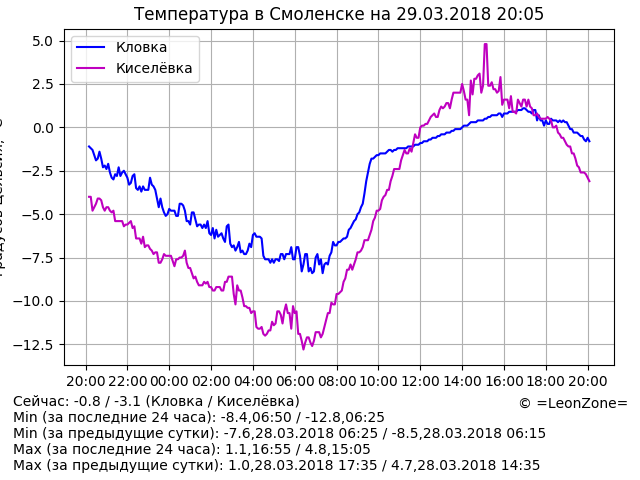 Температура в Смоленске на 29.03.2018 20:05
Кловка
Киселёвка
5.0
2.5
0.0
−2.5
−5.0
−7.5
−10.0
−12.5
20:00 22:00 00:00 02:00 04:00 06:00 08:00 10:00 12:00 14:00 16:00 18:00 20:00
Сейчас: -0.8 / -3.1 (Кловка / Киселёвка)
© =LeonZone=
Min (за последние 24 часа): -8.4,06:50 / -12.8,06:25
Min (за предыдущие сутки): -7.6,28.03.2018 06:25 / -8.5,28.03.2018 06:15
Max (за последние 24 часа): 1.1,16:55 / 4.8,15:05
Max (за предыдущие сутки): 1.0,28.03.2018 17:35 / 4.7,28.03.2018 14:35